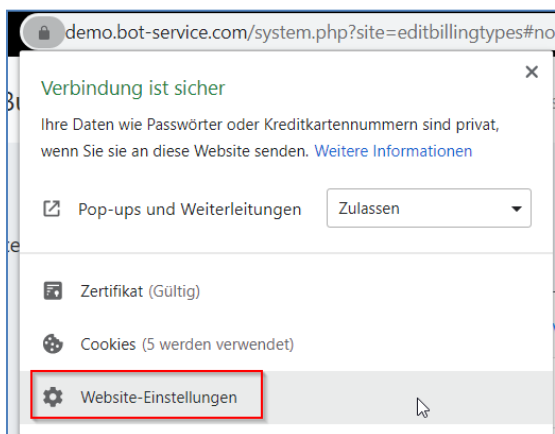 demo.bot-service.com/system.php?site=editbillingtypes#no
Verbindung ist sicher
Ihre Daten wie Passwörter oder Kreditkartennummern sind privat,
wenn Sie sie an diese Website senden. Weitere Informationen
Pop-ups und Weiterleitungen Zulassen
Zertifikat (Gültig)
Cookies (5 werden verwendet)
Website-Einstellungen